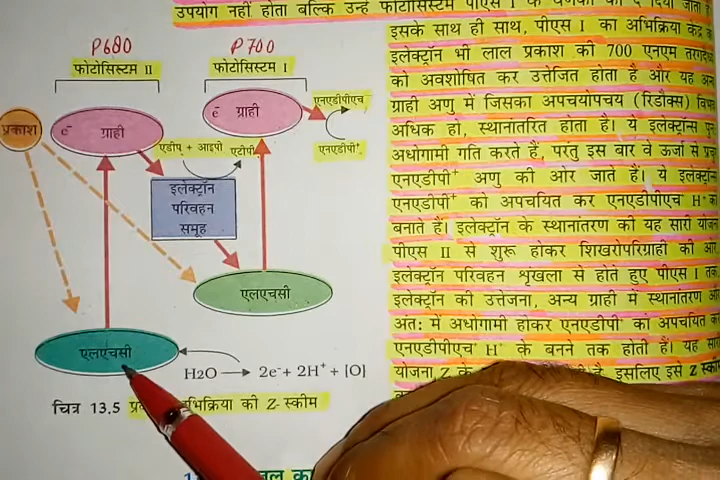 उपयोग नहीं होता बल्कि उन्हें फोटोसिस्टम पीएस I के
P680
P700
फोटोसिस्टम II
फोटोसिस्टम I
प्रकाश
e⁻ ग्राही
e⁻ ग्राही
एनएडीपीएच
एनएडीपी⁺
एडीपी + आइपी
एटीपी
इलेक्ट्रॉन
परिवहन
समूह
एलएचसी
एलएचसी
H2O ⟶ 2e⁻+ 2H⁺ + [O]
चित्र 13.5 अभिक्रिया की Z- स्कीम
इसके साथ ही साथ, पीएस I का अभिक्रिया केंद्र
इलेक्ट्रॉन भी लाल प्रकाश की 700 एनएम
को अवशोषित कर उत्तेजित होता है और यह
ग्राही अणु में जिसका अपचयोपचय (रिडॉक्स)
अधिक हो, स्थानांतरित होता है। ये इलेक्ट्रॉन्स
अधोगामी गति करते हैं, परंतु इस बार वे ऊर्जा से
एनएडीपी⁺ अणु की ओर जाते हैं। ये
एनएडीपी⁺ को अपचयित कर एनएडीपीएच H⁺ को
बनाते हैं। इलेक्ट्रॉन के स्थानांतरण की यह सारी
पीएस II से शुरू होकर शिखरोपरिग्राही की ओर,
इलेक्ट्रॉन परिवहन शृंखला से होते हुए पीएस I तक
इलेक्ट्रॉन की उत्तेजना, अन्य ग्राही में स्थानांतरण
अंत: में अधोगामी होकर एनएडीपी⁺ को अपचयित
एनएडीपीएच⁺ H⁺ के बनने तक होती है। यह
योजना Z के है, इसलिए इसे Z